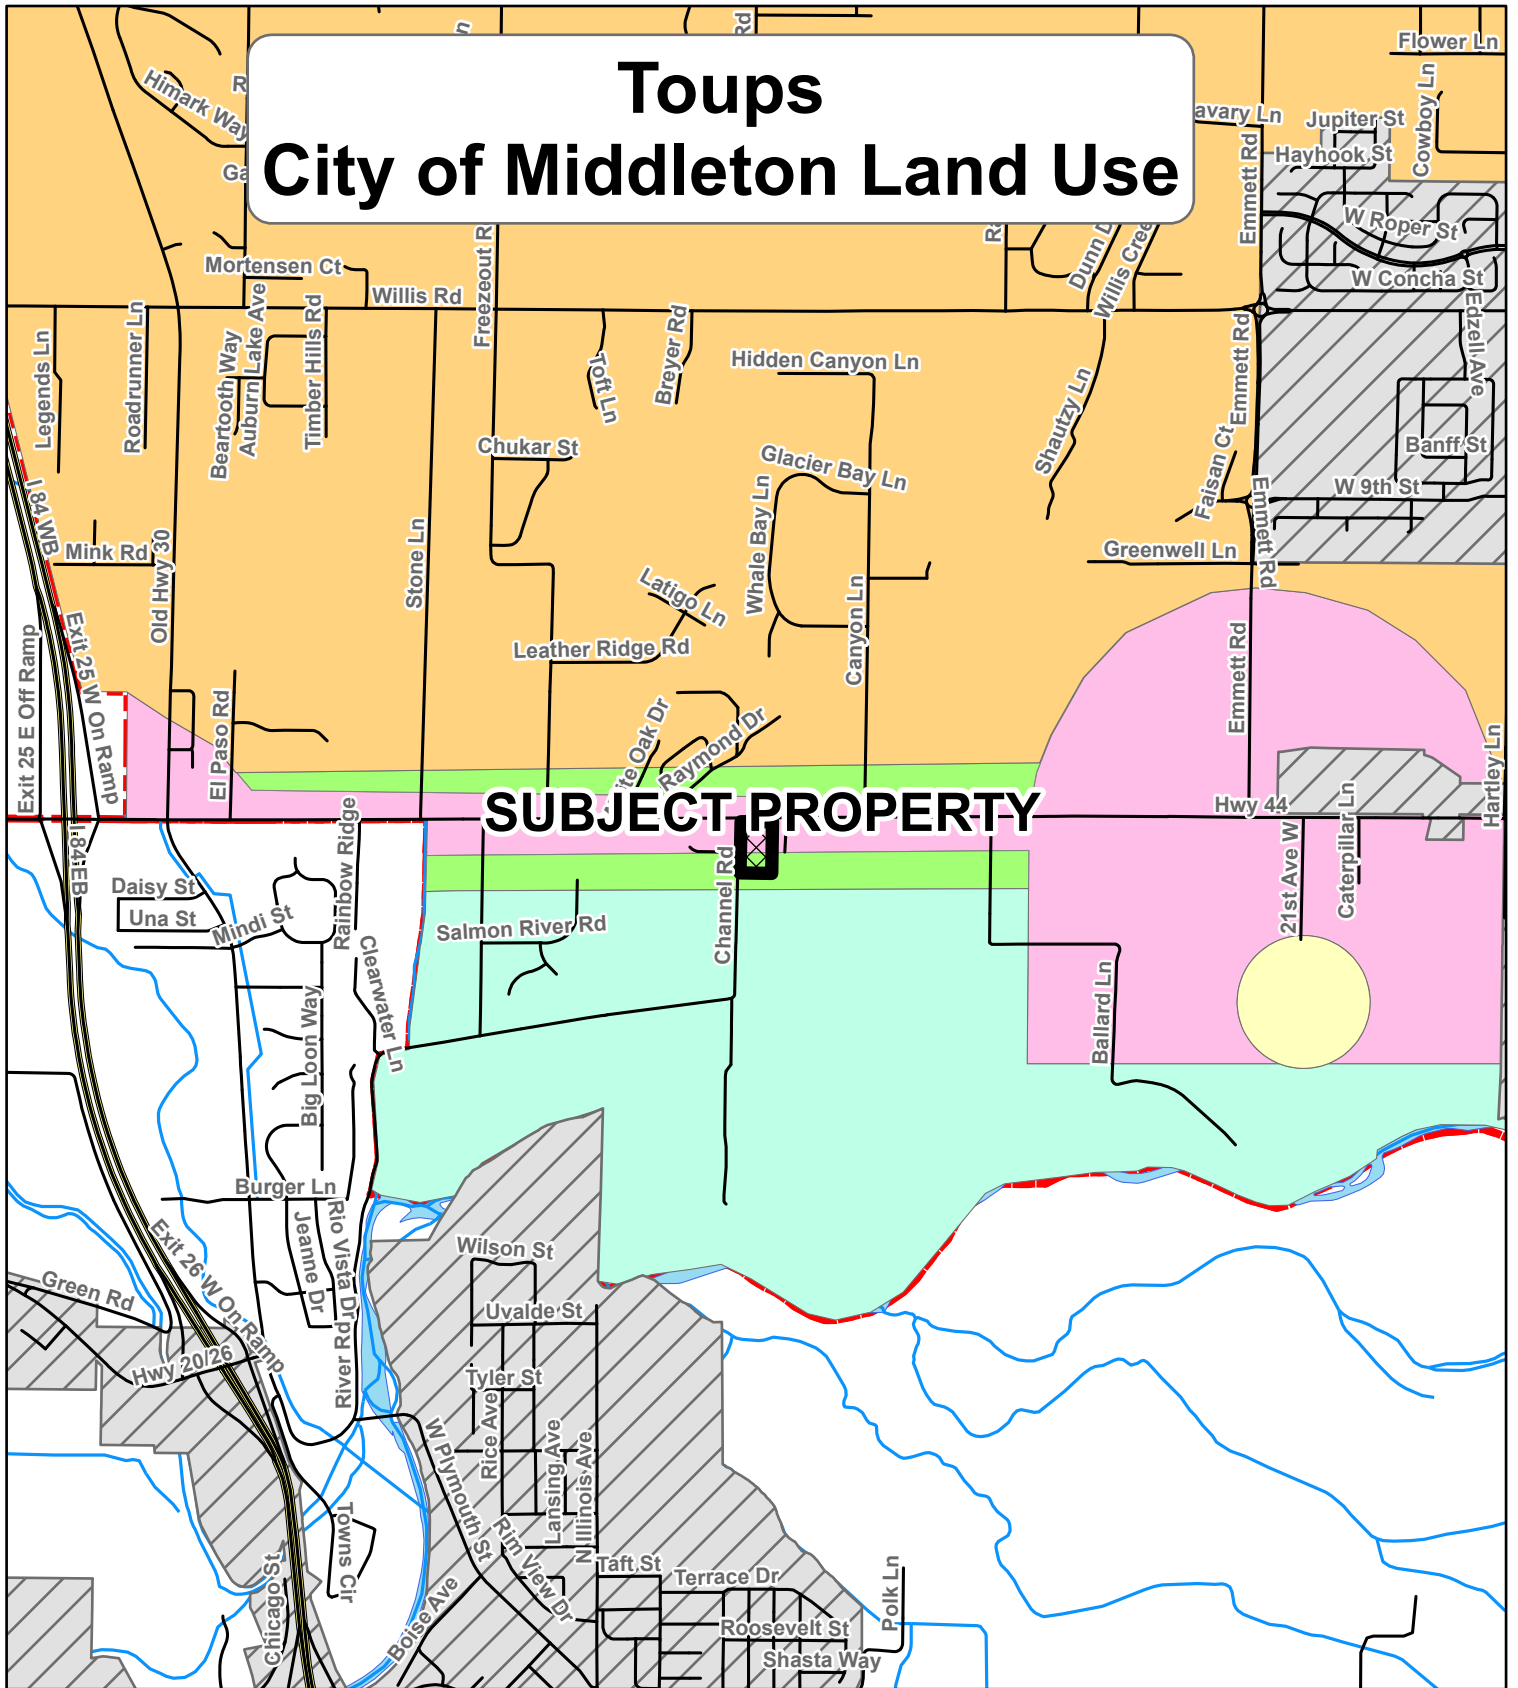 Flower Ln
Toups
City of Middleton Land Use
Himark Way
Cowboy Ln
Jupiter St
Hayhook St
Emmett Rd
W Roper St
W Concha St
Mortensen Ct
Willis Rd
Edzell Ave
Legends Ln
Roadrunner Ln
Beartooth Way
Auburn Lake Ave
Timber Hills Rd
Toft Ln
Breyer Rd
Hidden Canyon Ln
Shautzy Ln
Emmett Rd
Faisan Ct
Banff St
Chukar St
Glacier Bay Ln
W 9th St
I 84 WB
Mink Rd
Old Hwy 30
Stone Ln
Whale Bay Ln
Greenwell Ln
Emmett Rd
Latigo Ln
Leather Ridge Rd
Canyon Ln
Exit 25 E Off Ramp
Exit 25 W On Ramp
El Paso Rd
Raymond Dr
Emmett Rd
Hartley Ln
SUBJECT PROPERTY
Hwy 44
I 84 EB
Rainbow Ridge
Channel Rd
21st Ave W
Caterpillar Ln
Daisy St
Una St
Mindi St
Salmon River Rd
Clearwater Ln
Big Loon Way
Ballard Ln
Burger Ln
Jeanne Dr
Rio Vista Dr
Exit 26 W On Ramp
Wilson St
Green Rd
Uvalde St
Hwy 20/26
River Rd
Tyler St
Rice Ave
W Plymouth St
Lansing Ave
N Illinois Ave
Rim View Dr
Towns Cir
Chicago St
Taft St
Terrace Dr
Polk Ln
Boise Ave
Roosevelt St
Shasta Way